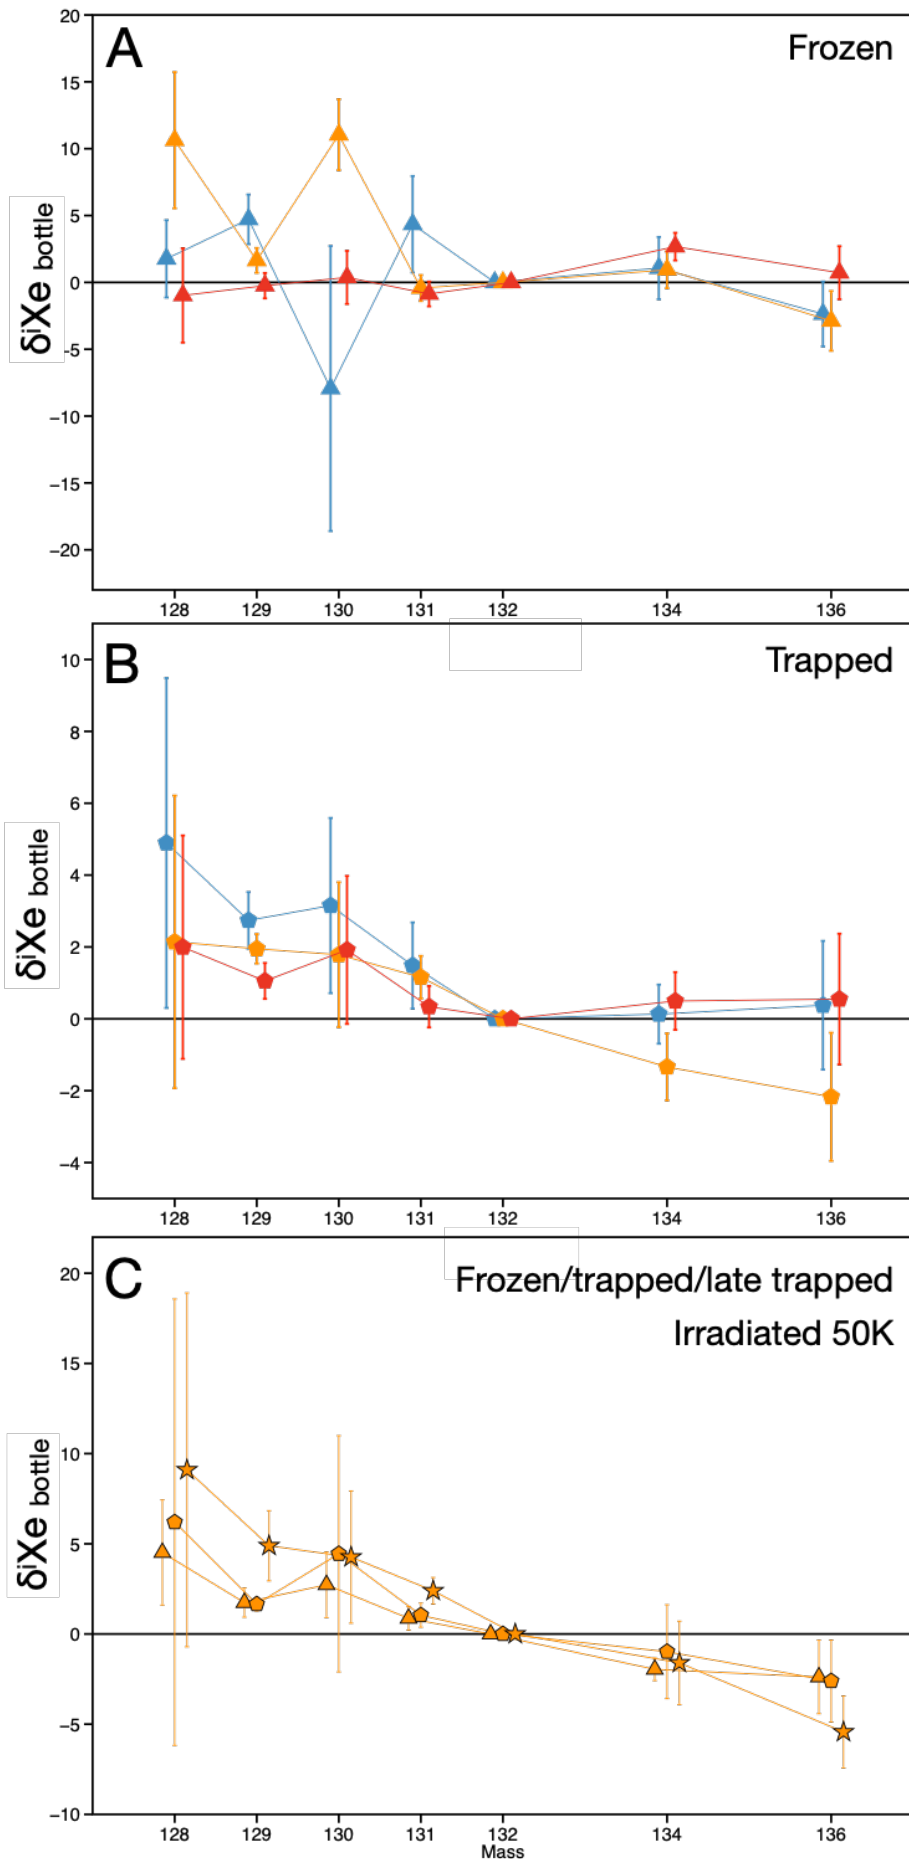 A
Frozen
20
15
10
5
0
-5
−10
−15
−20
δⁱXe bottle
128 129 130 131 132 134 136
B
Trapped
10
8
6
4
2
0
−2
−4
δⁱXe bottle
128 129 130 131 132 134 136
C
Frozen/trapped/late trapped
Irradiated 50K
20
15
10
5
0
−5
−10
δⁱXe bottle
128 129 130 131 132 134 136
Mass